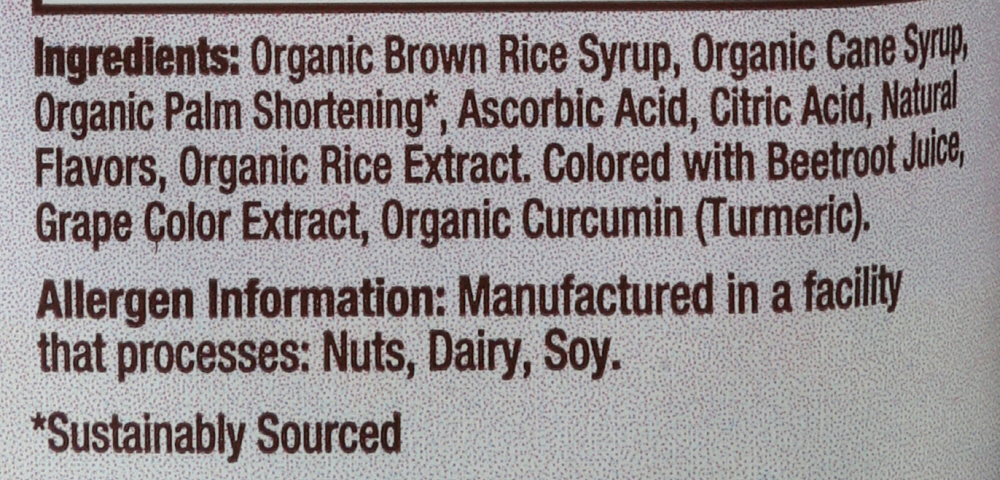 Ingredients: Organic Brown Rice Syrup, Organic Cane Syrup,
Organic Palm Shortening*, Ascorbic Acid, Citric Acid, Natural
Flavors, Organic Rice Extract. Colored with Beetroot Juice,
Grape Color Extract, Organic Curcumin (Turmeric).
Allergen Information: Manufactured in a facility
that processes: Nuts, Dairy, Soy.
*Sustainably Sourced